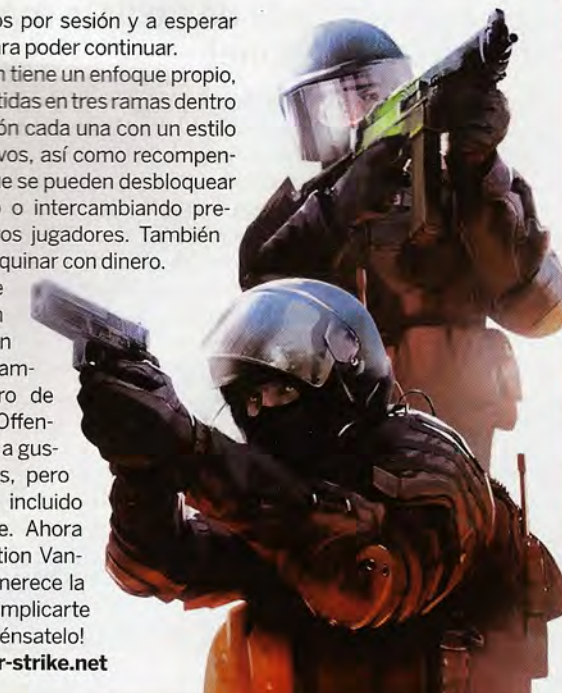 os por sesión y a esperar
ara poder continuar.
n tiene un enfoque propio,
tidas en tres ramas dentro
ón cada una con un estilo
vos, así como recompen-
ue se pueden desbloquear
o o intercambiando pre-
os jugadores. También
quinar con dinero.
e
n
n
am-
ro de
Offen-
a gus-
s, pero
incluido
e. Ahora
tion Van-
merece la
mplicarte
énsatelo!
r-strike.net